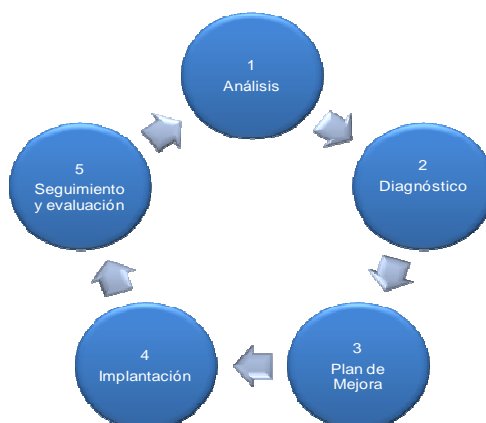 1
Análisis
2
Diagnóstico
3
Plan de
Mejora
4
Implantación
5
Seguimiento
y evaluación